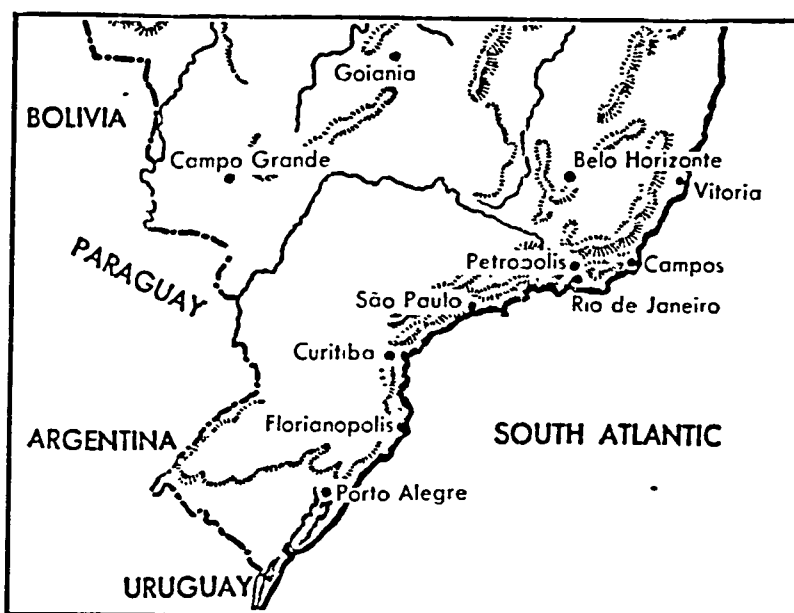 Goiania
BOLIVIA
Campo Grande
Belo Horizonte
Vitoria
PARAGUAY
Petropolis
Campos
São Paulo
Rio de Janeiro
Curitiba
ARGENTINA
Florianopolis
SOUTH ATLANTIC
Porto Alegre
URUGUAY